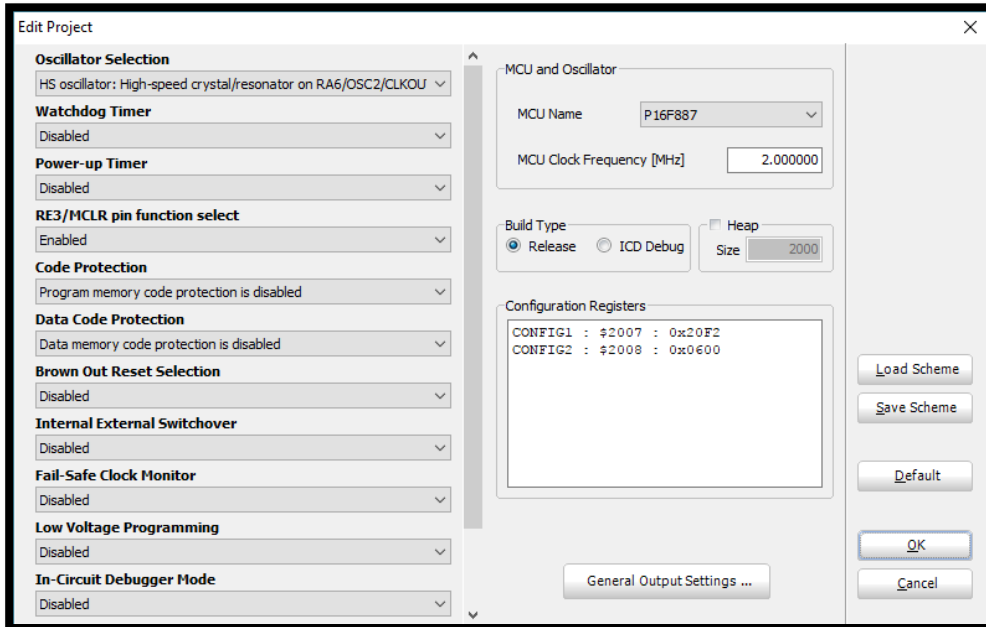 Edit Project
Oscillator Selection
HS oscillator: High-speed crystal/resonator on RA6/OSC2/CLKOU
Watchdog Timer
Disabled
Power-up Timer
Disabled
RE3/MCLR pin function select
Enabled
Code Protection
Program memory code protection is disabled
Data Code Protection
Data memory code protection is disabled
Brown Out Reset Selection
Disabled
Internal External Switchover
Disabled
Fail-Safe Clock Monitor
Disabled
Low Voltage Programming
Disabled
In-Circuit Debugger Mode
Disabled
MCU and Oscillator
MCU Name P16F887
MCU Clock Frequency [MHz] 2.000000
Build Type
Release ICD Debug
Heap
Size 2000
Configuration Registers
CONFIG1 : $2007 : 0x20F2
CONFIG2 : $2008 : 0x0600
General Output Settings ...
Load Scheme
Save Scheme
Default
OK
Cancel